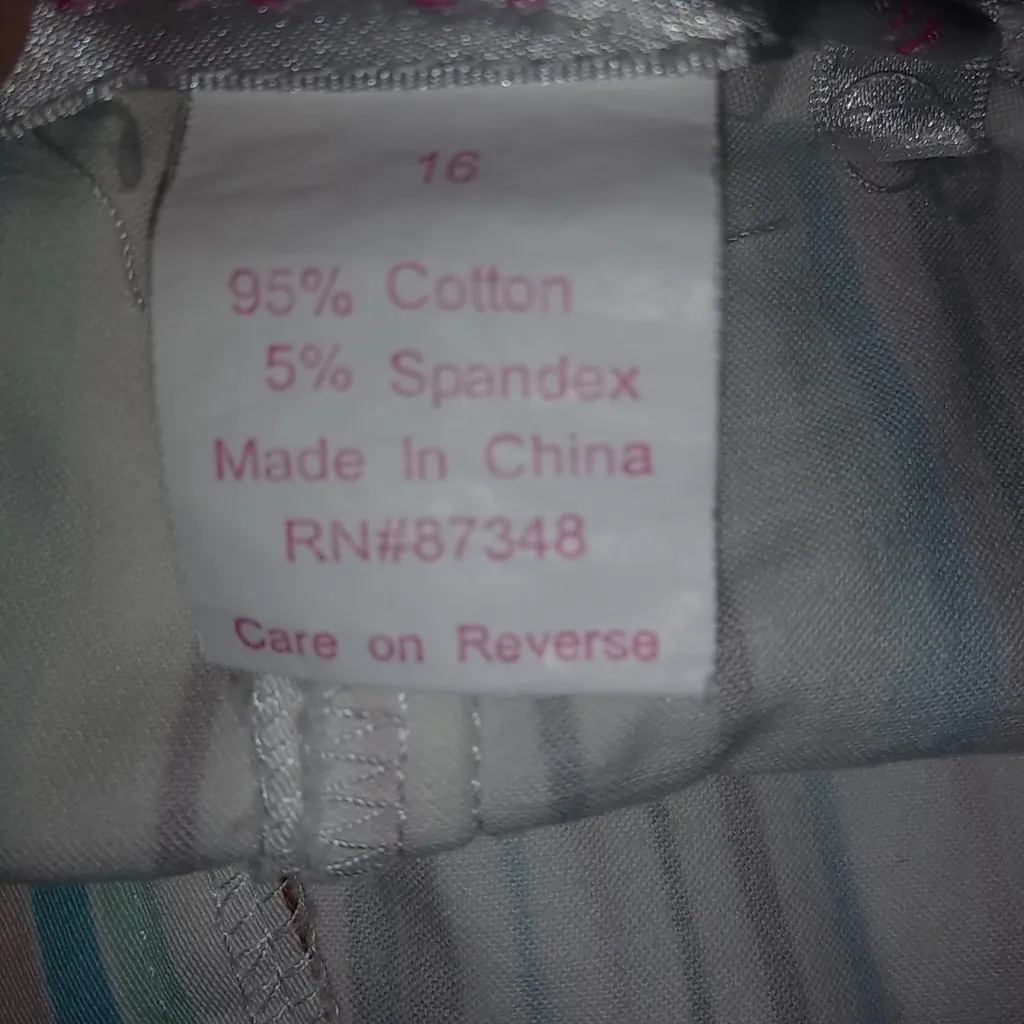 16
95% Cotton
5% Spandex
Made In China
RN#87348
Care on Reverse